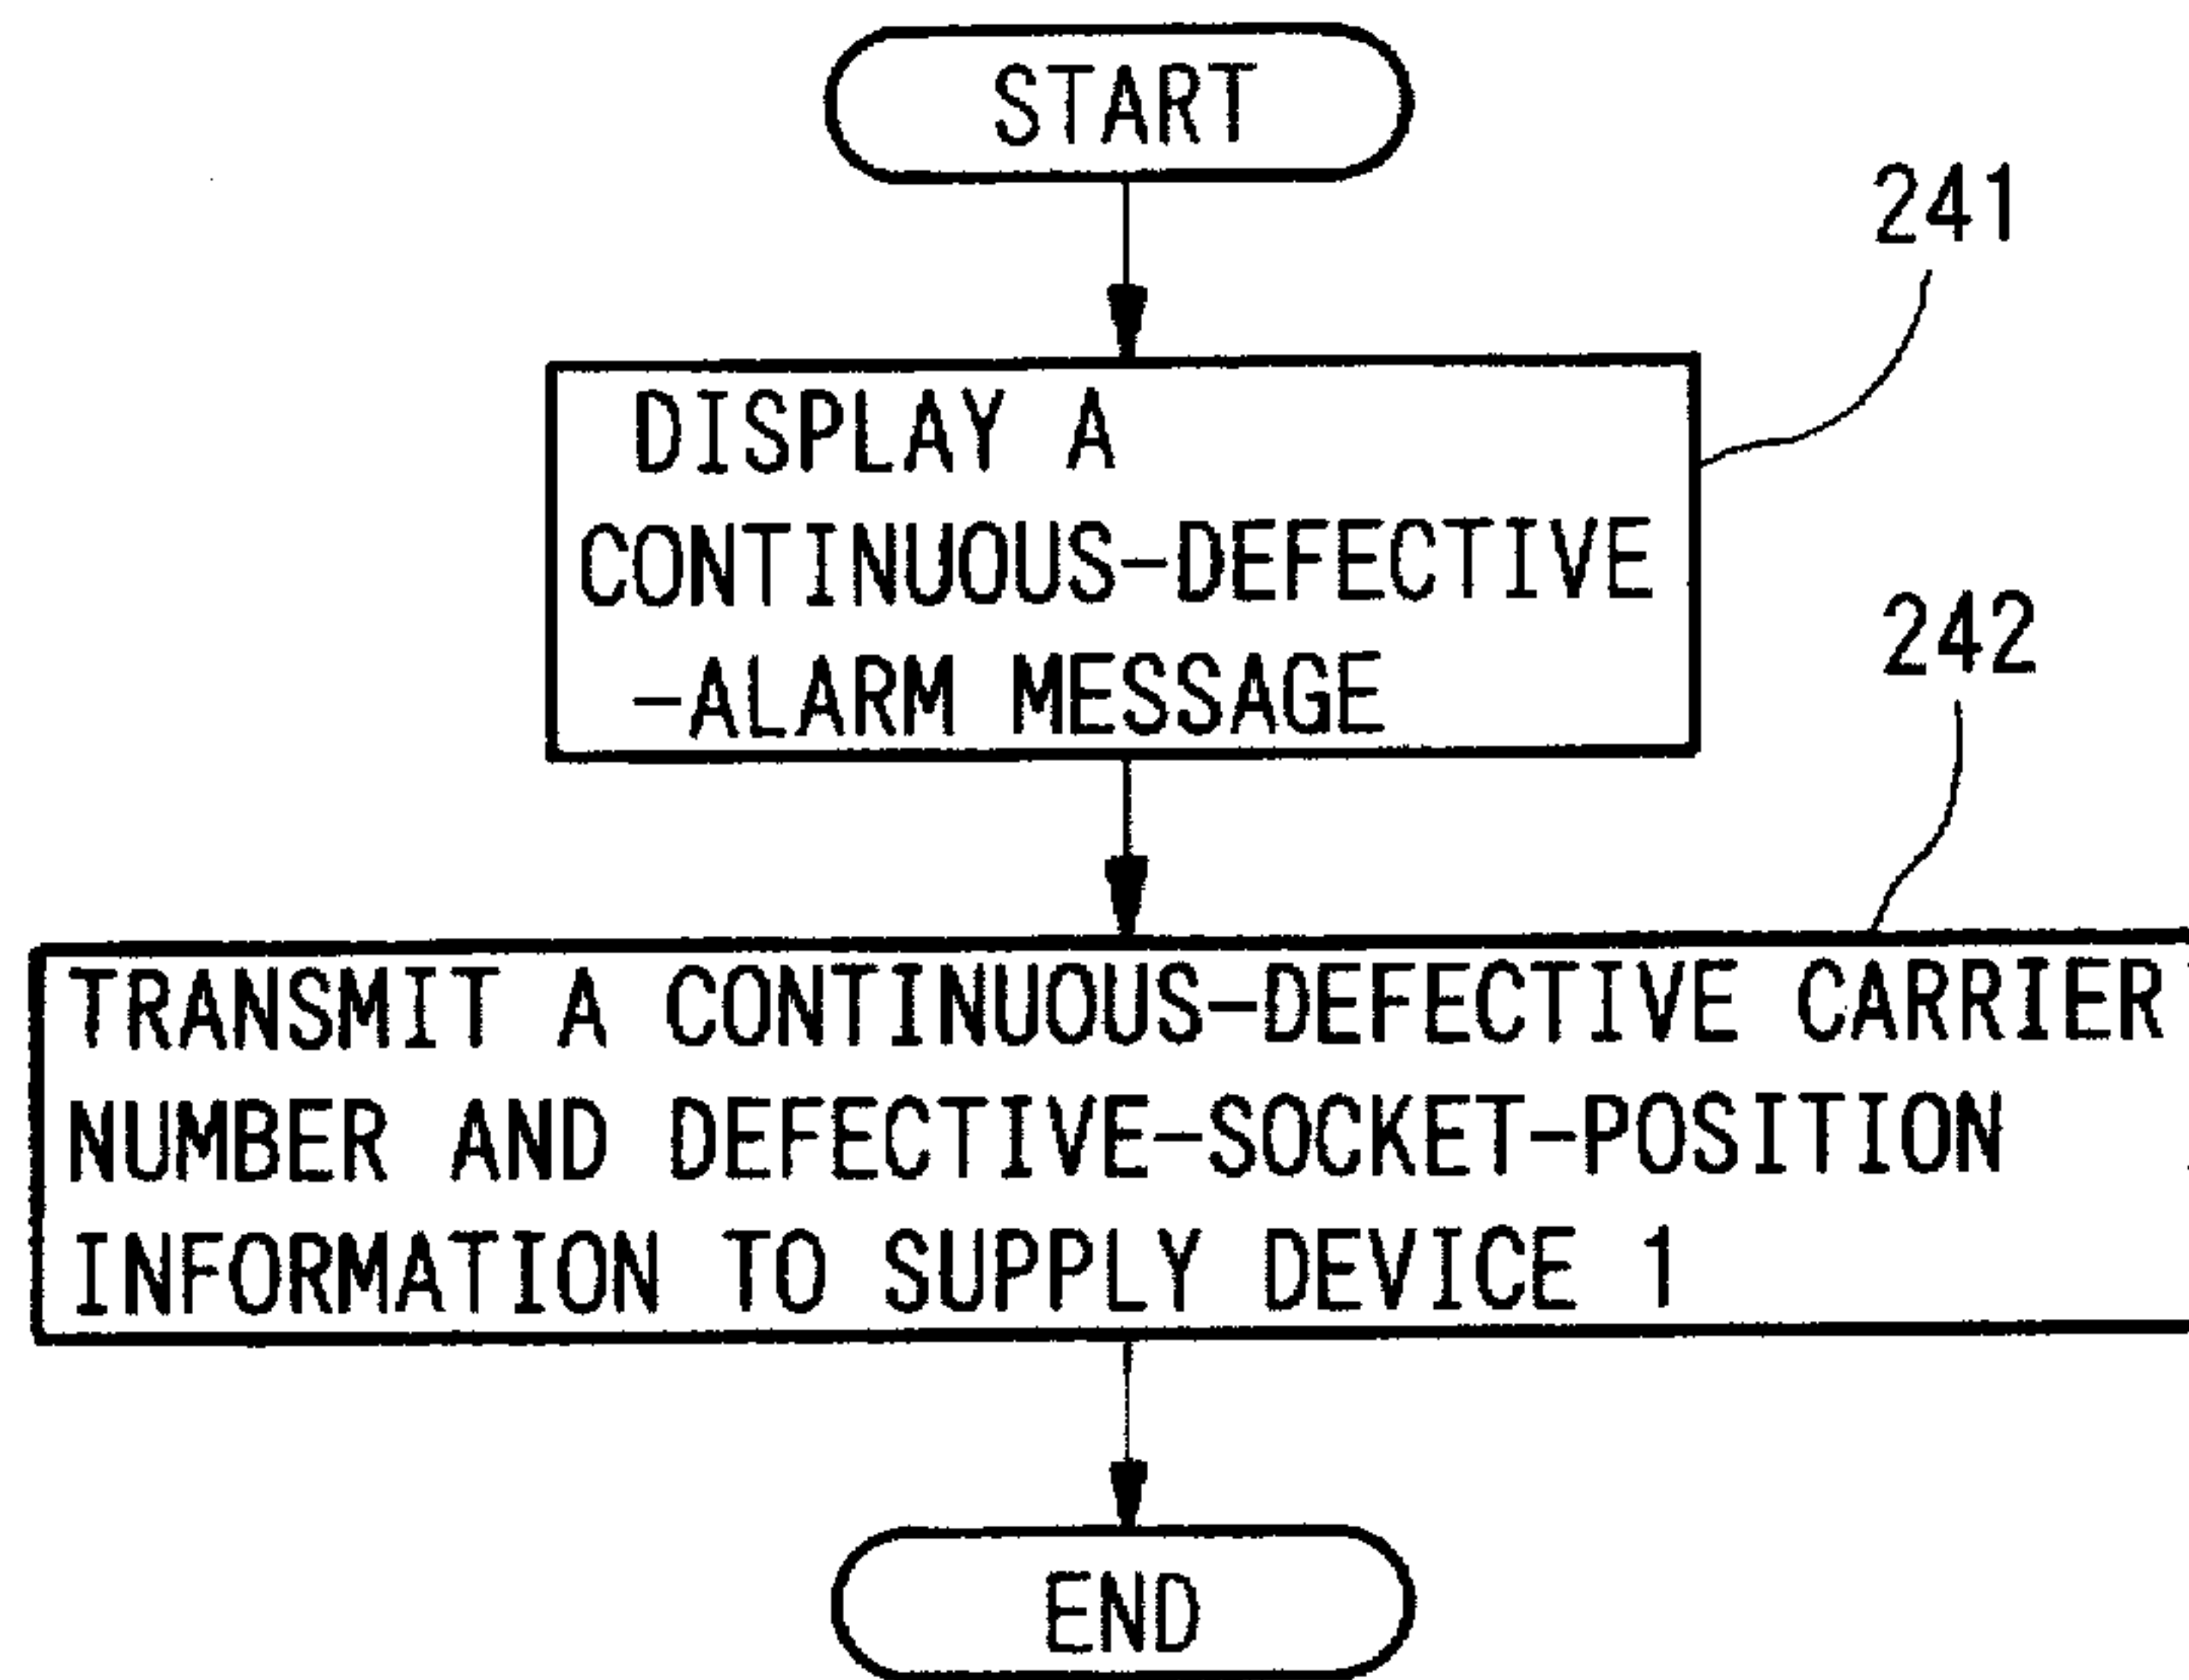 START
241
DISPLAY A
CONTINUOUS-DEFECTIVE
-ALARM MESSAGE
242
TRANSMIT A CONTINUOUS-DEFECTIVE CARRIER
NUMBER AND DEFECTIVE-SOCKET-POSITION
INFORMATION TO SUPPLY DEVICE 1
END